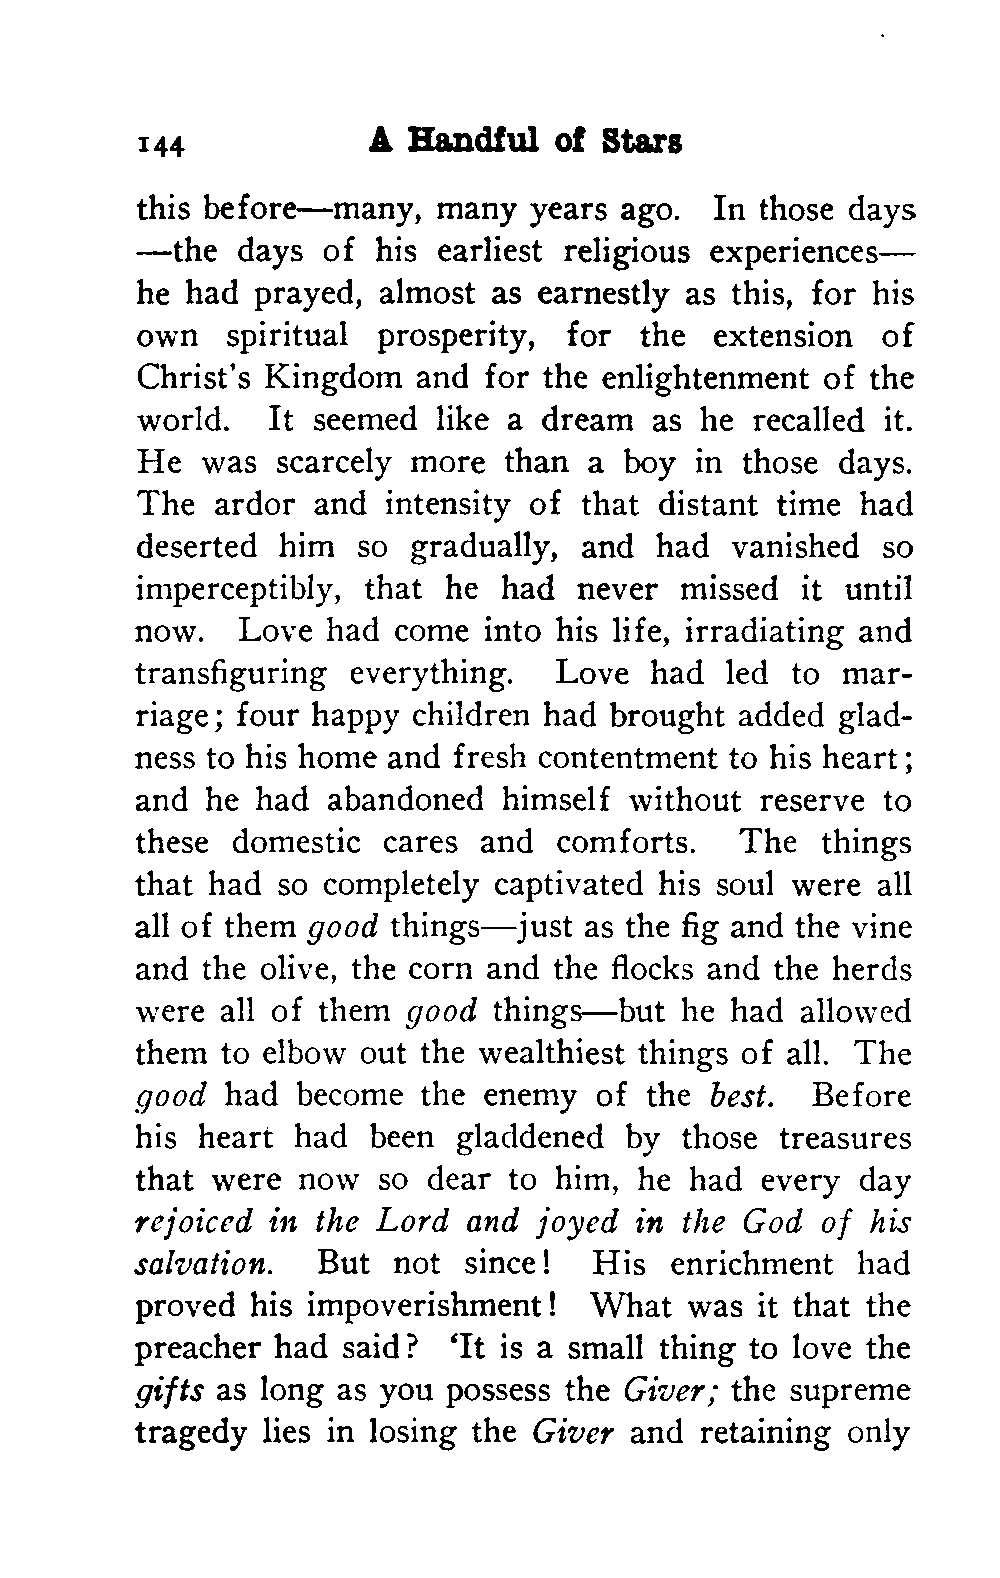 144 A Handful of Stars
this before—many, many years ago. In those days
—the days of his earliest religious experiences—
he had prayed, almost as earnestly as this, for his
own spiritual prosperity, for the extension of
Christ's Kingdom and for the enlightenment of the
world. It seemed like a dream as he recalled it.
He was scarcely more than a boy in those days.
The ardor and intensity of that distant time had
deserted him so gradually, and had vanished so
imperceptibly, that he had never missed it until
now. Love had come into his life, irradiating and
transfiguring everything. Love had led to mar-
riage; four happy children had brought added glad-
ness to his home and fresh contentment to his heart;
and he had abandoned himself without reserve to
these domestic cares and comforts. The things
that had so completely captivated his soul were all
all of them good things—just as the fig and the vine
and the olive, the corn and the flocks and the herds
were all of them good things—but he had allowed
them to elbow out the wealthiest things of all. The
good had become the enemy of the best. Before
his heart had been gladdened by those treasures
that were now so dear to him, he had every day
rejoiced in the Lord and joyed in the God of his
salvation. But not since! His enrichment had
proved his impoverishment! What was it that the
preacher had said? 'It is a small thing to love the
gifts as long as you possess the Giver; the supreme
tragedy lies in losing the Giver and retaining only